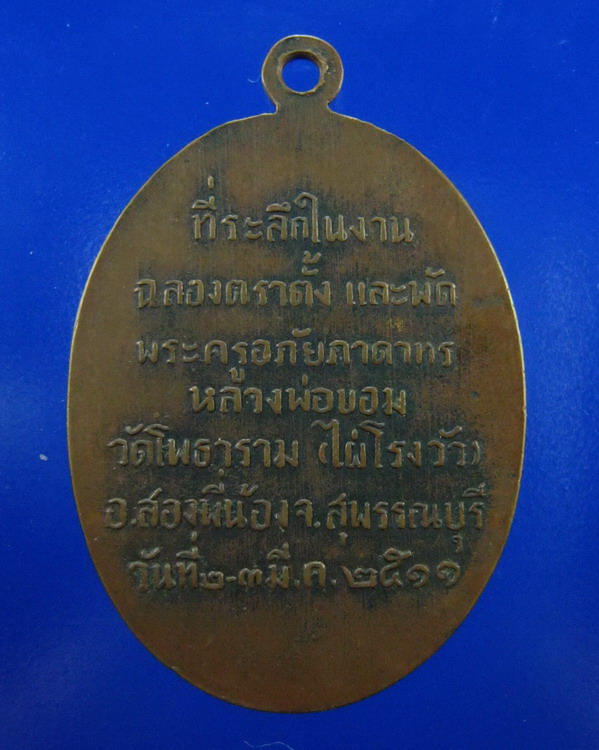 ที่ระลึกในงาน
ฉลองตราตั้ง และพัด
พระครูอภัยภาดาทร
หลวงพ่อขอม
วัดโพธาราม (ไผ่โรงวัว)
อ.สองพี่น้อง จ.สุพรรณบุรี
วันที่๒-๓ มี.ค. ๒๕๑๑